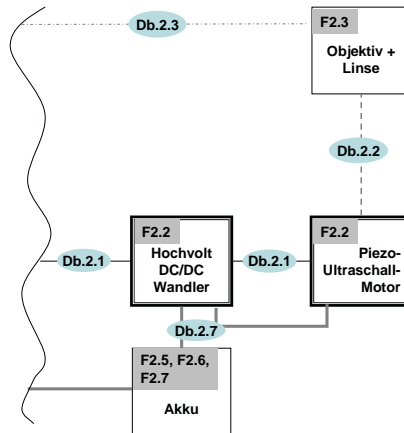 Db.2.3
F2.3
Objektiv +
Linse
Db.2.2
F2.2
Hochvolt
DC/DC
Wandler
Db.2.1
Db.2.1
F2.2
Piezo-
Ultraschall-
Motor
Db.2.7
F2.5, F2.6,
F2.7
Akku